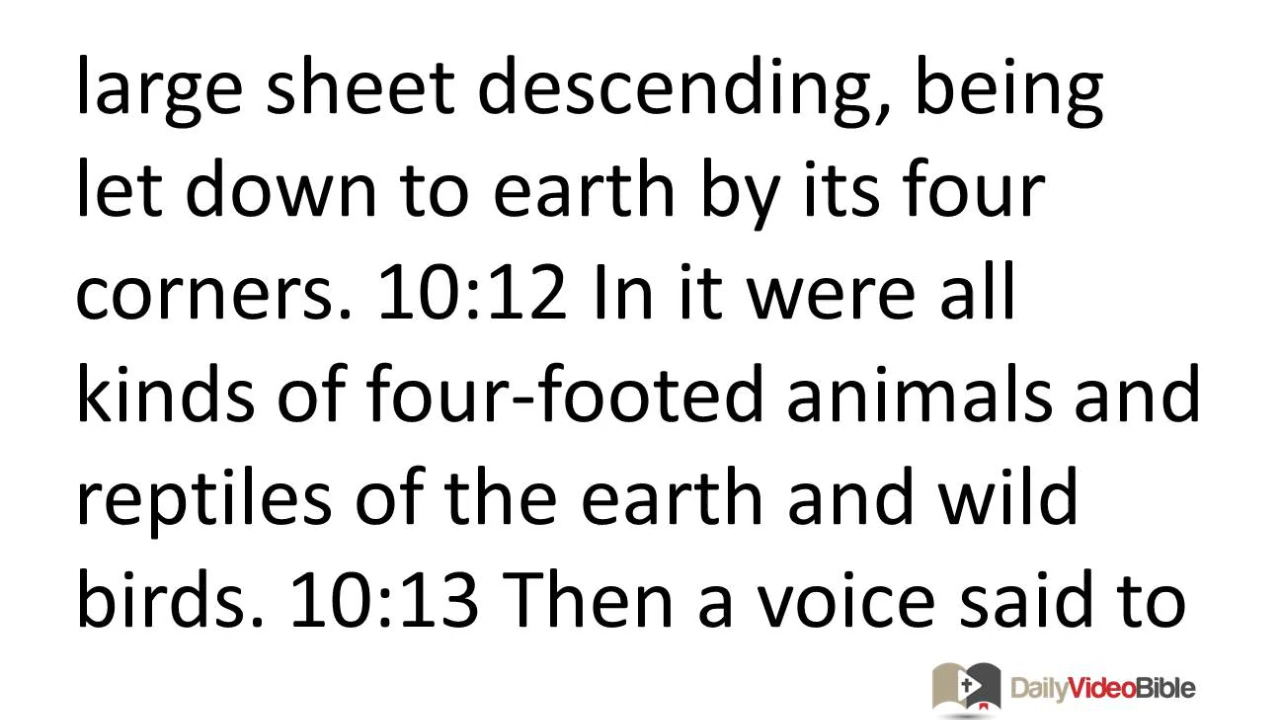 large sheet descending, being
let down to earth by its four
corners. 10:12 In it were all
kinds of four-footed animals and
reptiles of the earth and wild
birds. 10:13 Then a voice said to
DailyVideoBible